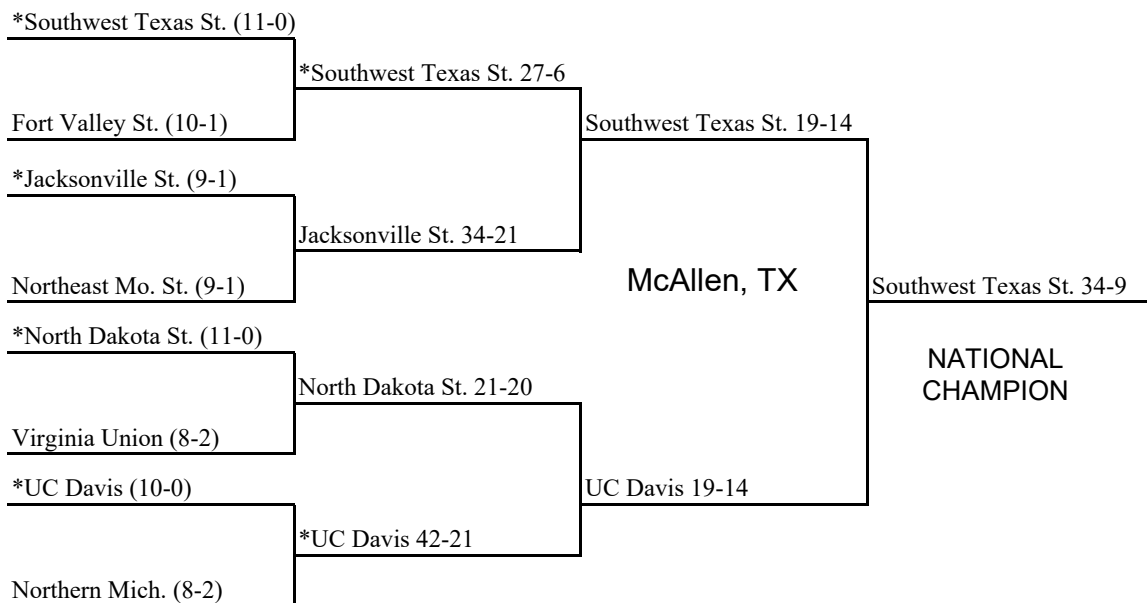 *Southwest Texas St. (11-0)
*Southwest Texas St. 27-6
Fort Valley St. (10-1)
Southwest Texas St. 19-14
*Jacksonville St. (9-1)
Jacksonville St. 34-21
McAllen, TX
Northeast Mo. St. (9-1)
Southwest Texas St. 34-9
*North Dakota St. (11-0)
NATIONAL
CHAMPION
North Dakota St. 21-20
Virginia Union (8-2)
*UC Davis (10-0)
UC Davis 19-14
*UC Davis 42-21
Northern Mich. (8-2)